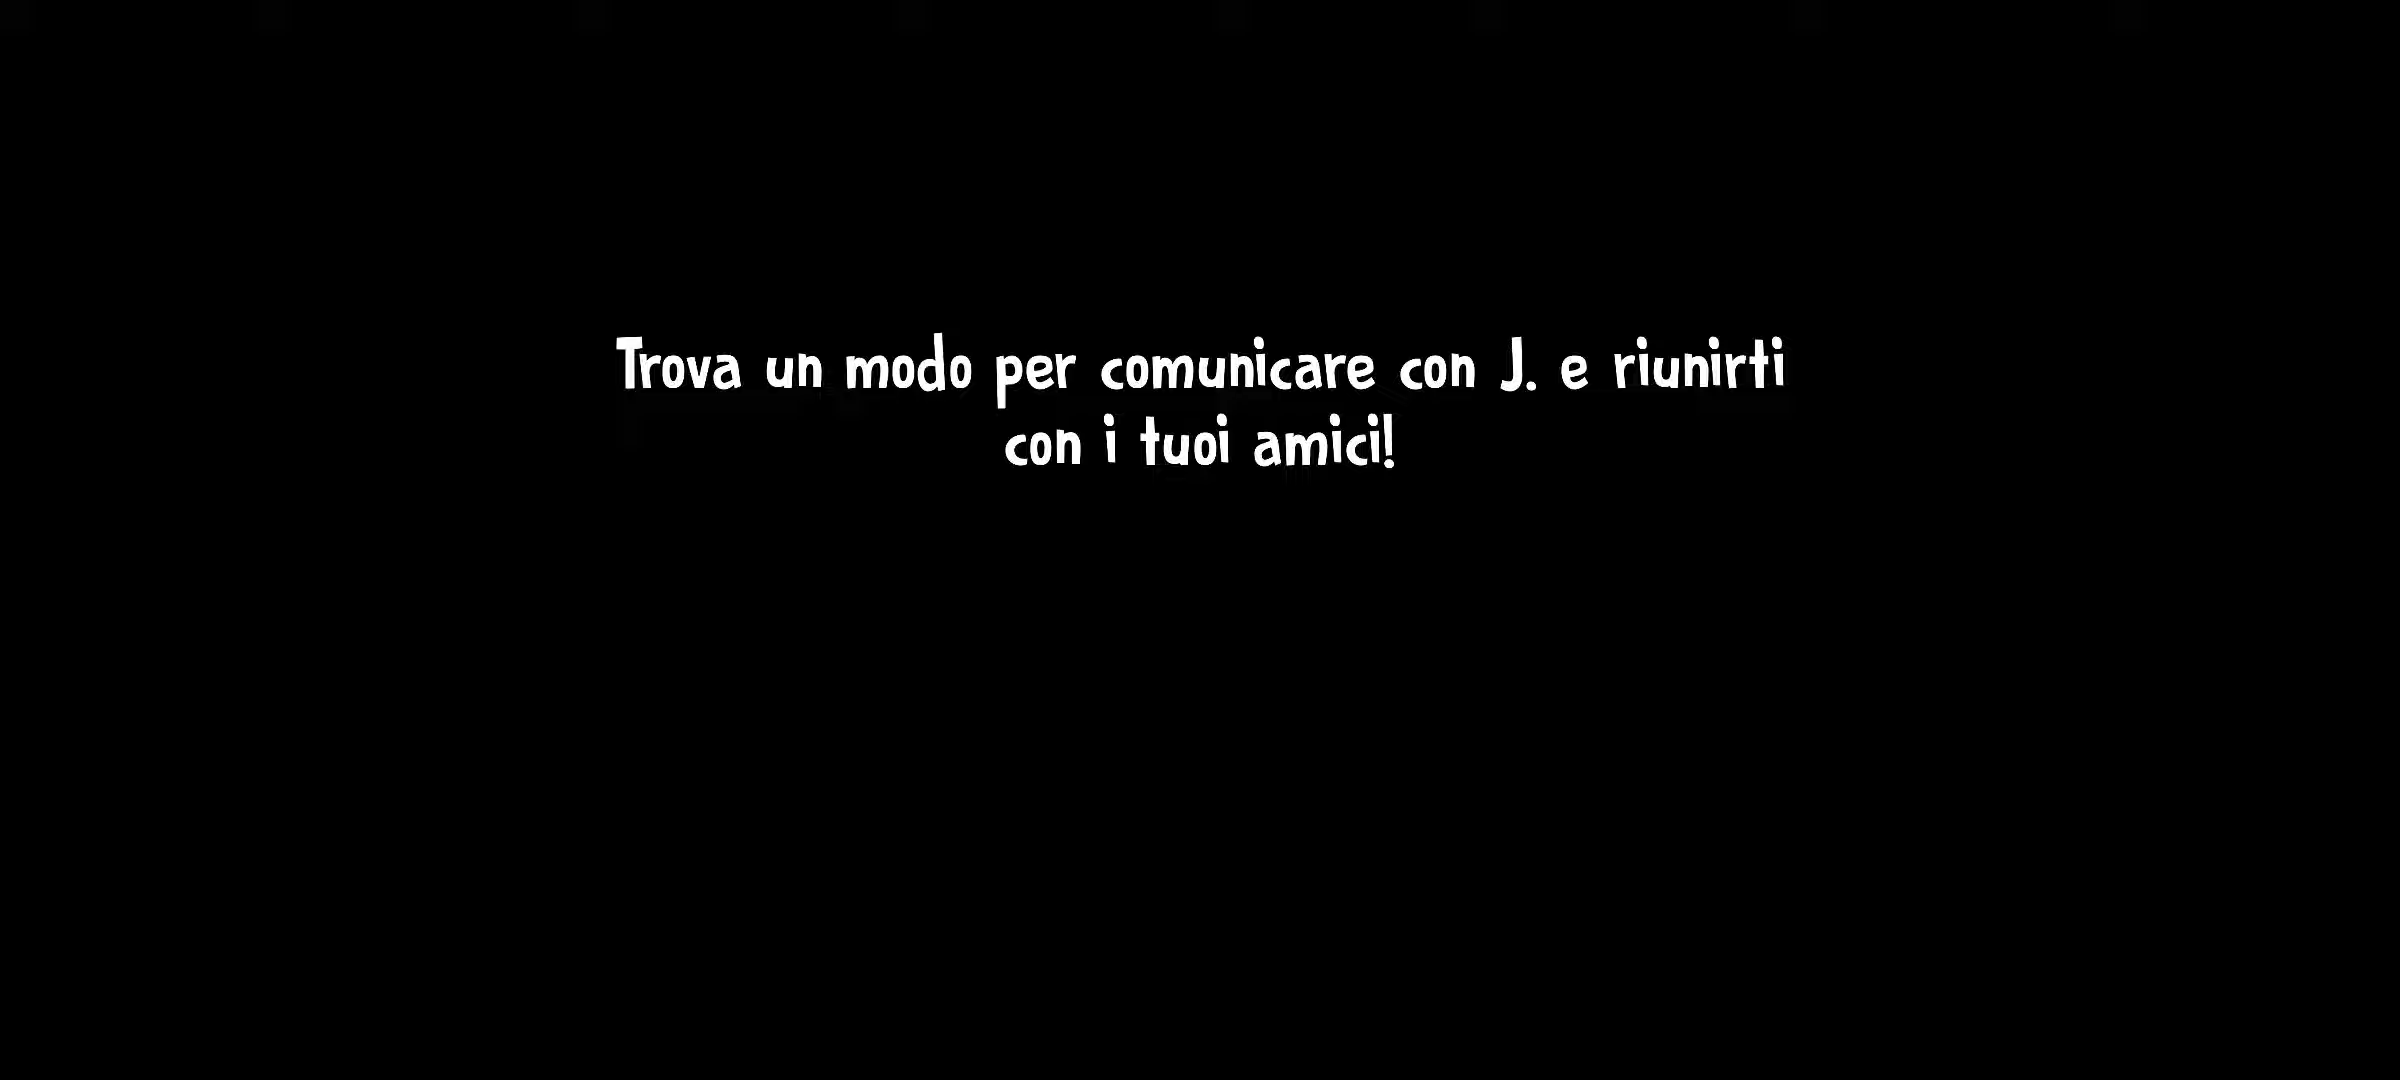 Trova un modo per comunicare con J. e riunirti
con i tuoi amici!